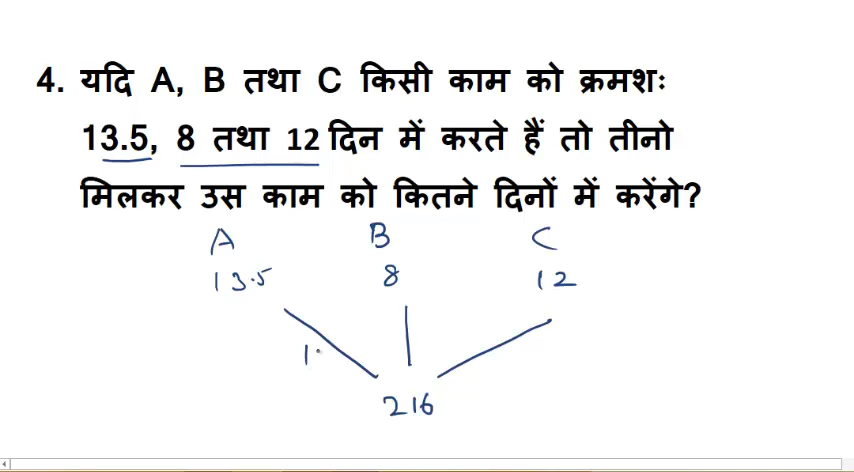 4. यदि A, B तथा C किसी काम को क्रमशः
13.5, 8 तथा 12 दिन में करते हैं तो तीनो
मिलकर उस काम को कितने दिनों में करेंगे?
A B C
13.5 8 12
1
216